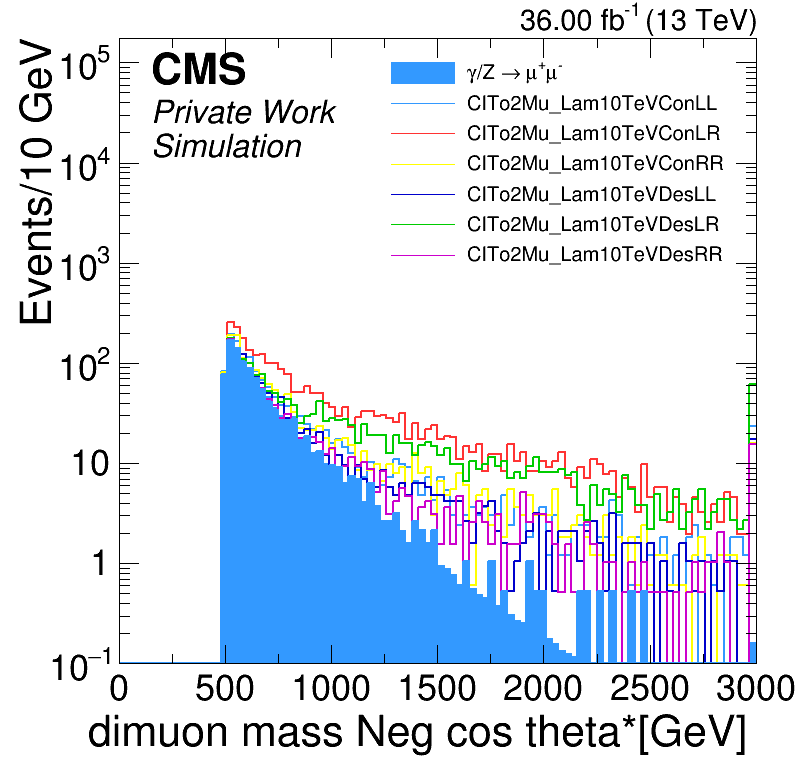 36.00 fb⁻¹ (13 TeV)
CMS
Private Work
Simulation
γ/Z → μ⁺μ⁻
CITo2Mu_Lam10TeVConLL
CITo2Mu_Lam10TeVConLR
CITo2Mu_Lam10TeVConRR
CITo2Mu_Lam10TeVDesLL
CITo2Mu_Lam10TeVDesLR
CITo2Mu_Lam10TeVDesRR
Events/10 GeV
10⁵
10⁴
10³
10²
10
1
10⁻¹
0 500 1000 1500 2000 2500 3000
dimuon mass Neg cos theta*[GeV]